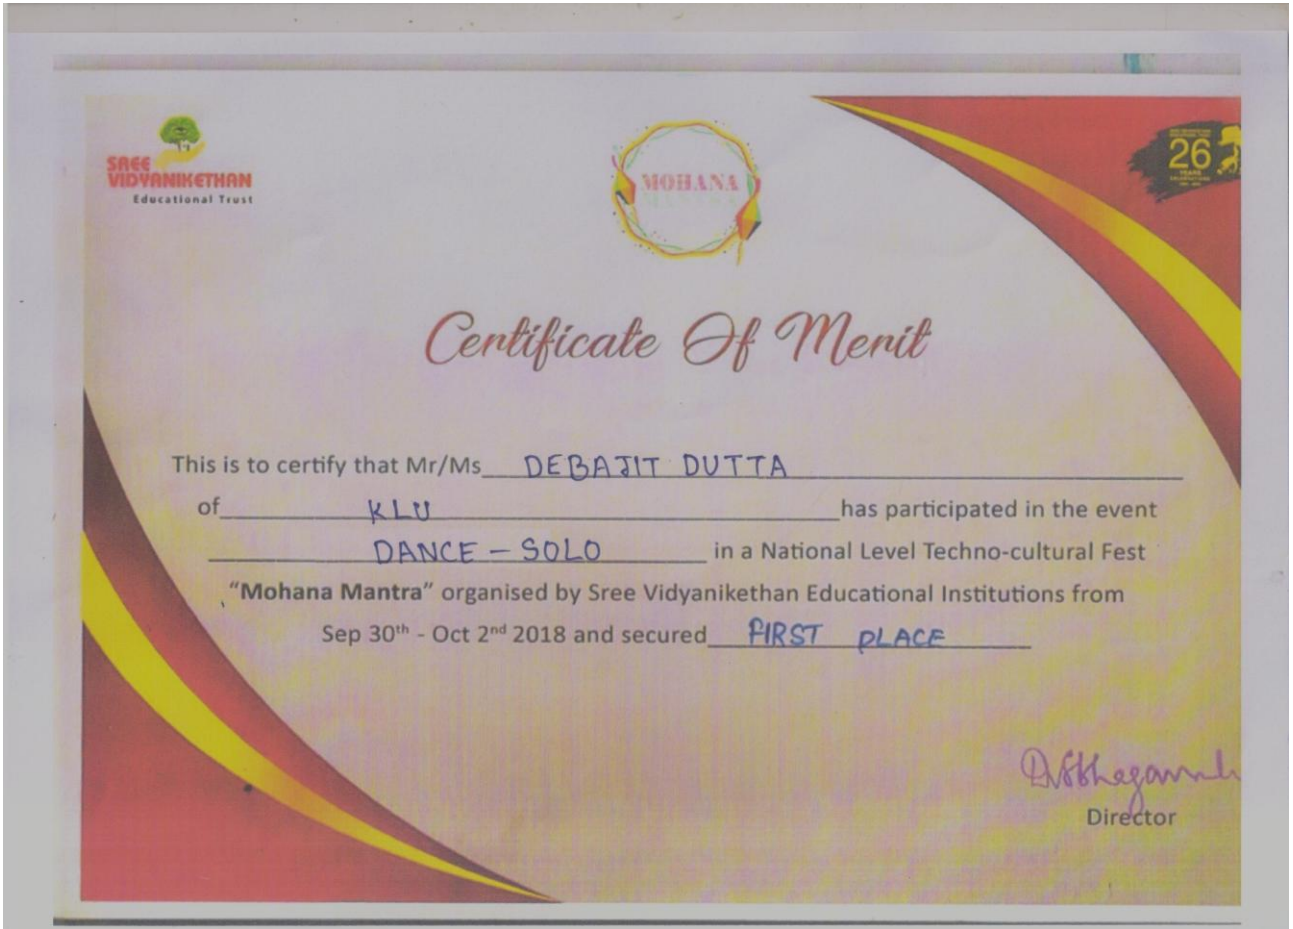 SREE
VIDYANIKETHAN
Educational Trust
MOHANA
26
YEARS
Certificate Of Merit
This is to certify that Mr/Ms DEBAJIT DUTTA
of KLU has participated in the event
DANCE - SOLO in a National Level Techno-cultural Fest
“Mohana Mantra” organised by Sree Vidyanikethan Educational Institutions from
Sep 30th - Oct 2nd 2018 and secured FIRST PLACE
Director